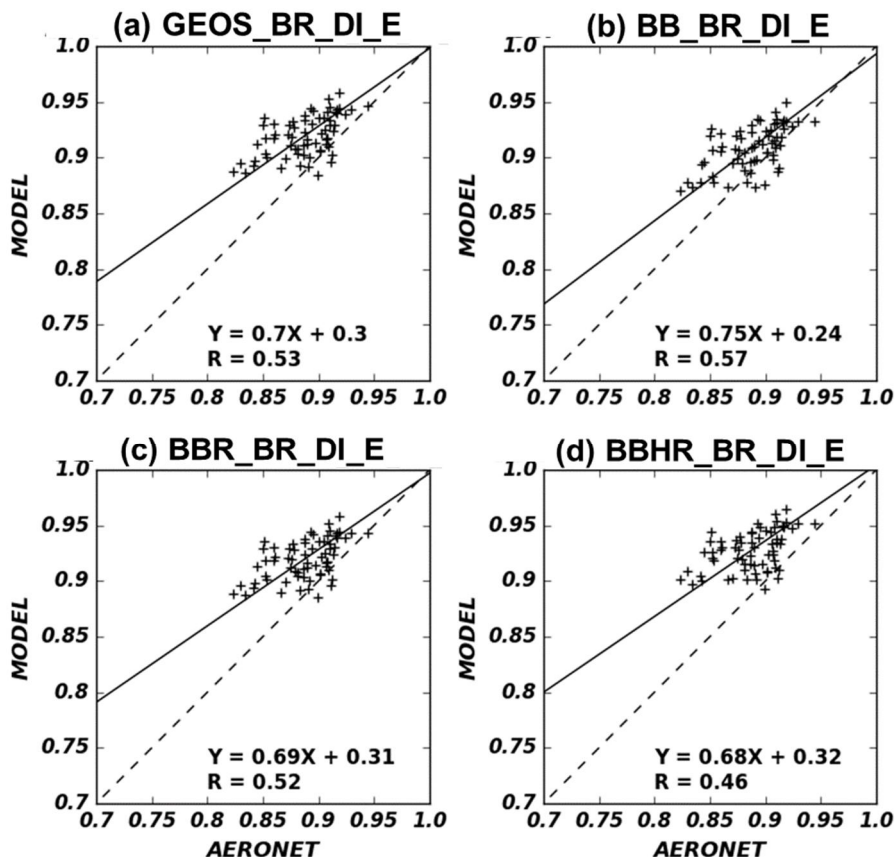 (a) GEOS_BR_DI_E
1.0
0.95
0.9
0.85
0.8
0.75
0.7
MODEL
Y = 0.7X + 0.3
R = 0.53
0.7 0.75 0.8 0.85 0.9 0.95 1.0
(b) BB_BR_DI_E
1.0
0.95
0.9
0.85
0.8
0.75
0.7
MODEL
Y = 0.75X + 0.24
R = 0.57
0.7 0.75 0.8 0.85 0.9 0.95 1.0
(c) BBR_BR_DI_E
1.0
0.95
0.9
0.85
0.8
0.75
0.7
MODEL
Y = 0.69X + 0.31
R = 0.52
0.7 0.75 0.8 0.85 0.9 0.95 1.0
AERONET
(d) BBHR_BR_DI_E
1.0
0.95
0.9
0.85
0.8
0.75
0.7
MODEL
Y = 0.68X + 0.32
R = 0.46
0.7 0.75 0.8 0.85 0.9 0.95 1.0
AERONET